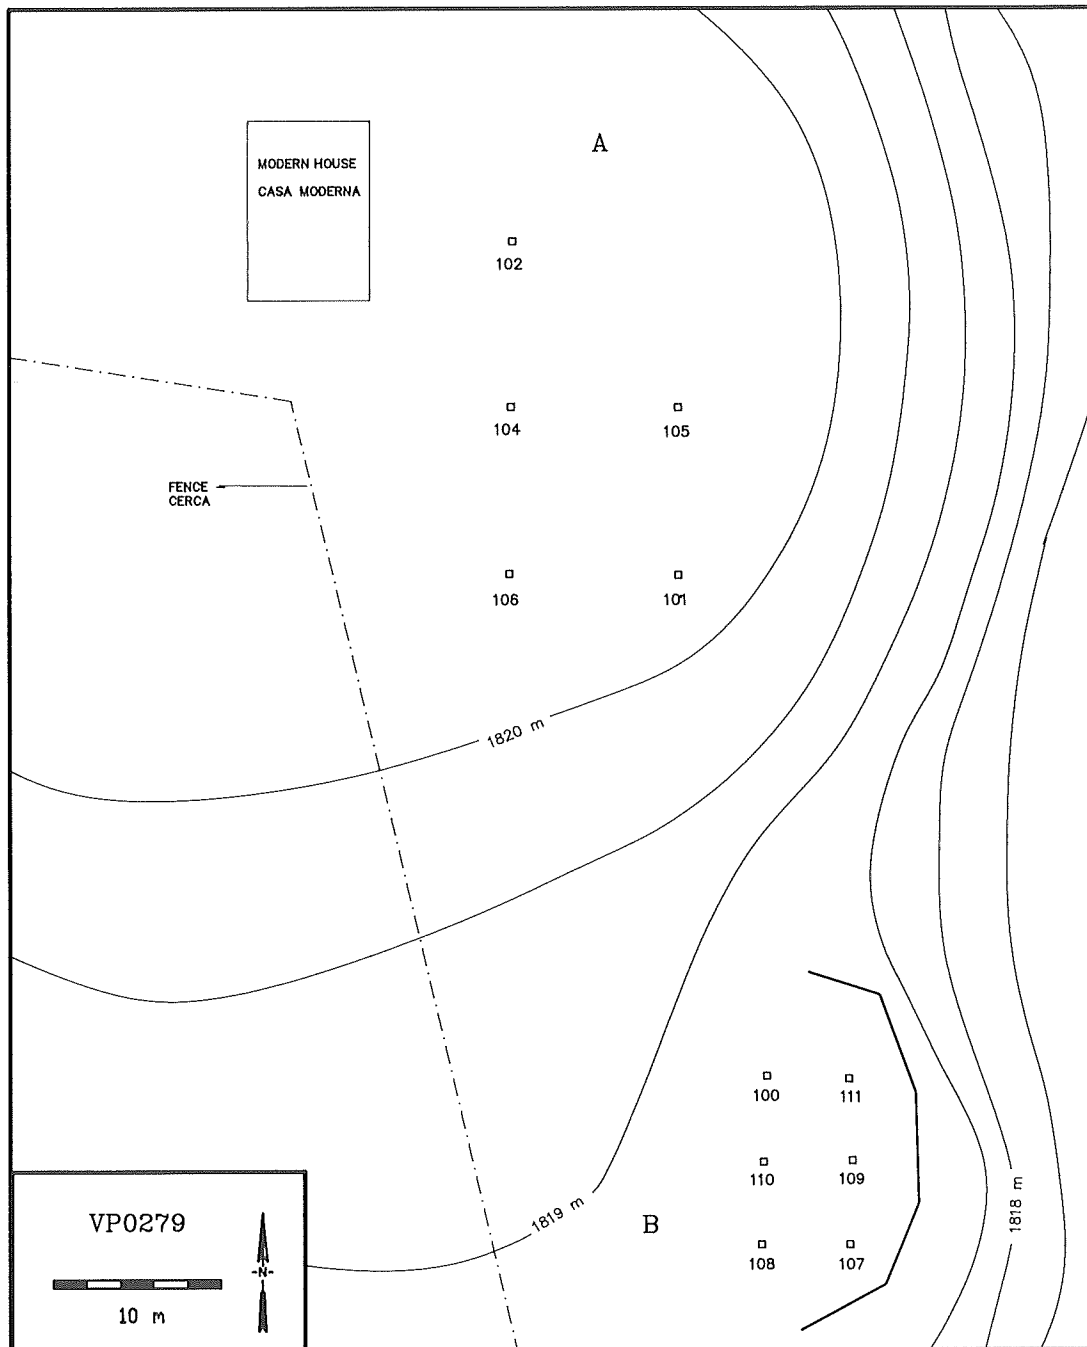 A
MODERN HOUSE
CASA MODERNA
102
104
105
FENCE
CERCA
106
101
1820 m
100
111
110
109
1819 m
B
1818 m
108
107
VP0279
-N-
10 m